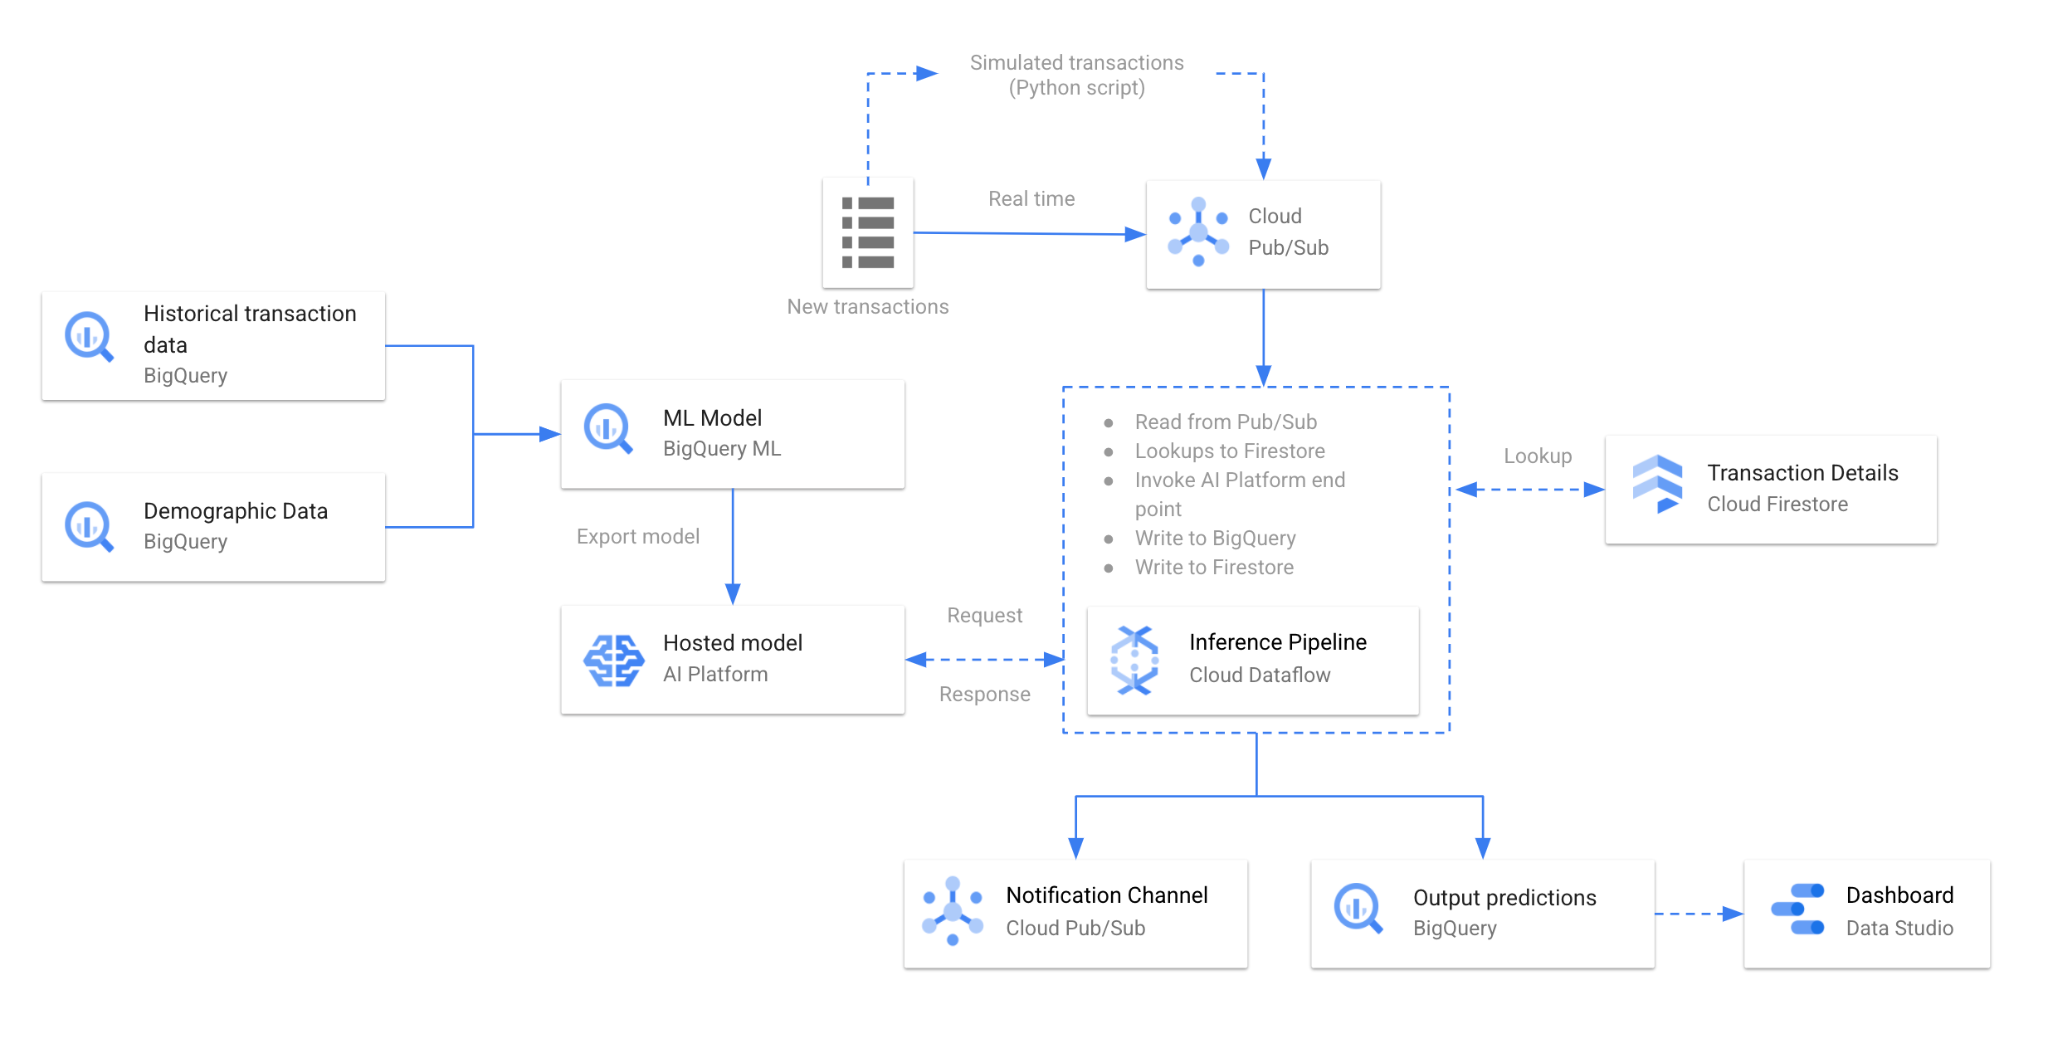 Simulated transactions
(Python script)
Real time
Cloud
Pub/Sub
New transactions
Historical transaction
data
BigQuery
Demographic Data
BigQuery
ML Model
BigQuery ML
Export model
Hosted model
AI Platform
Request
Response
● Read from Pub/Sub
● Lookups to Firestore
● Invoke AI Platform end
point
● Write to BigQuery
● Write to Firestore
Inference Pipeline
Cloud Dataflow
Lookup
Transaction Details
Cloud Firestore
Notification Channel
Cloud Pub/Sub
Output predictions
BigQuery
Dashboard
Data Studio